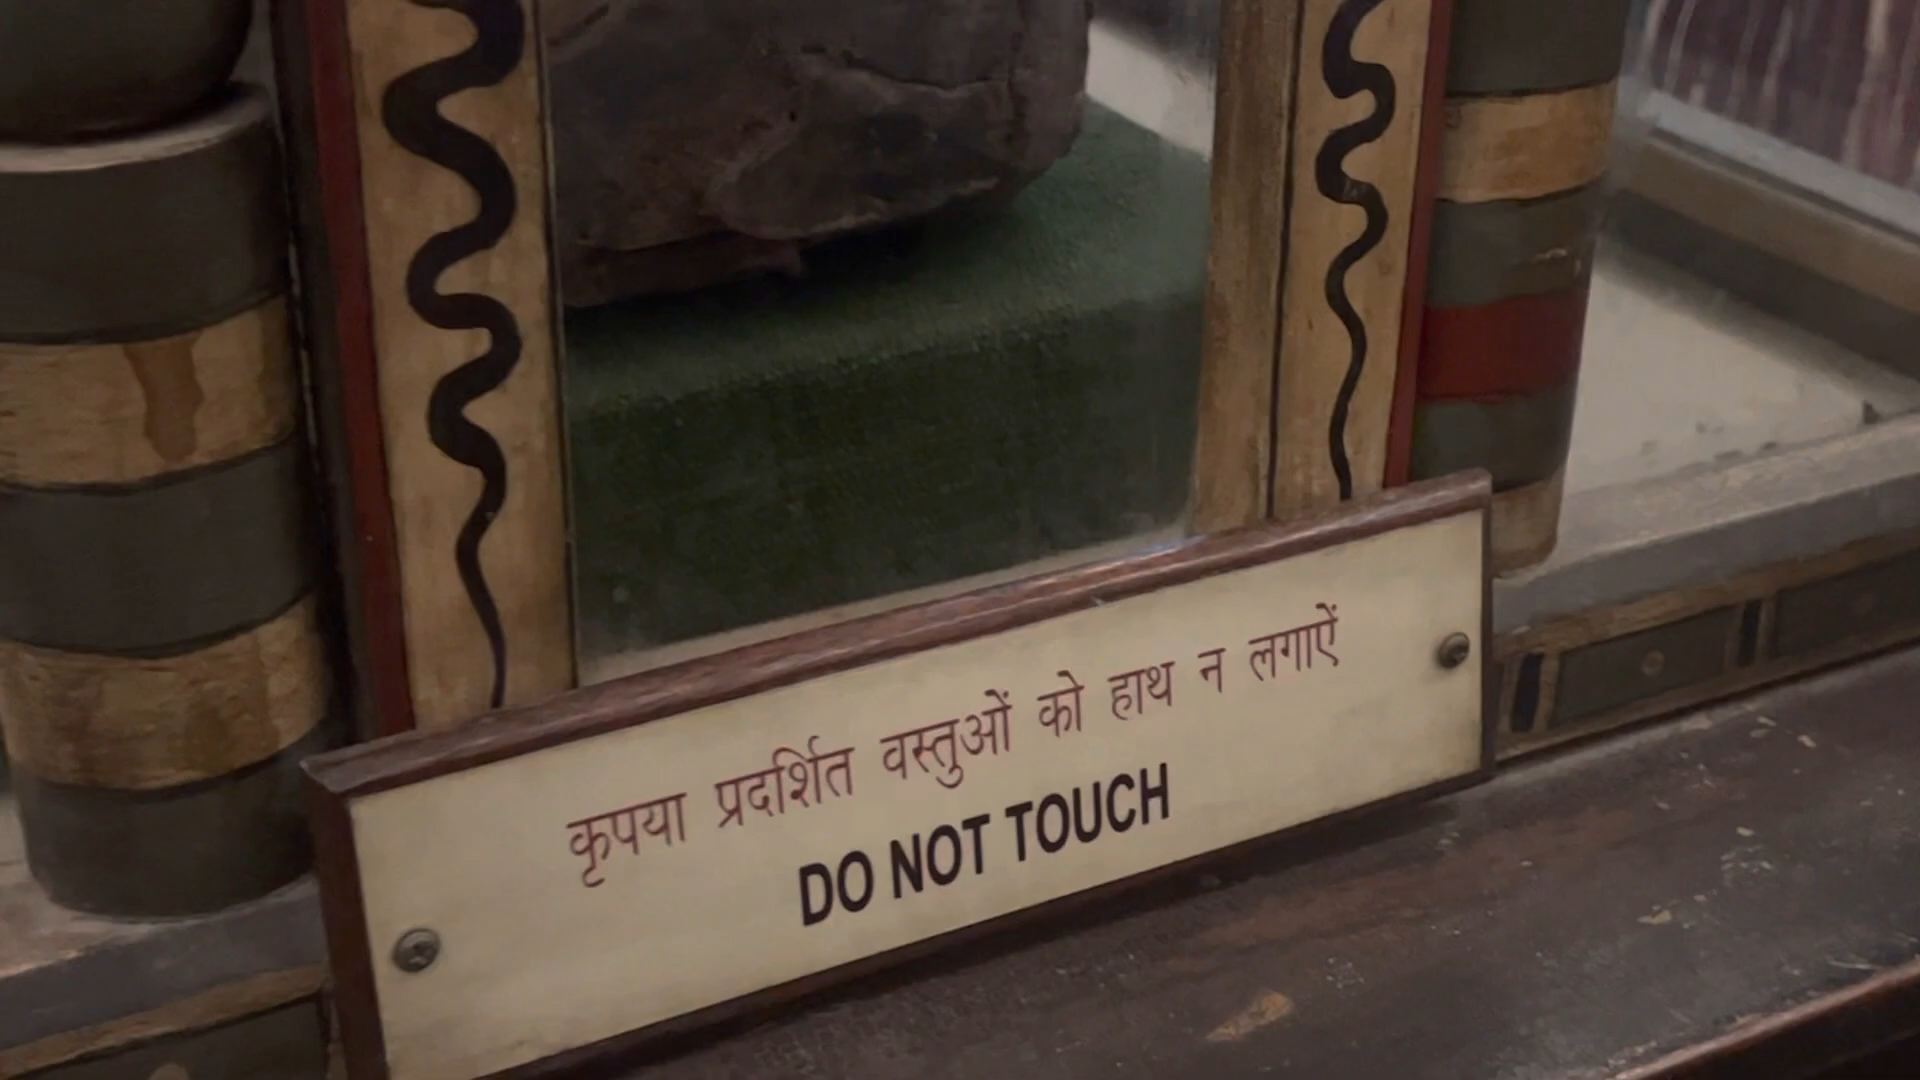 कृपया प्रदर्शित वस्तुओं को हाथ न लगाऐं
DO NOT TOUCH